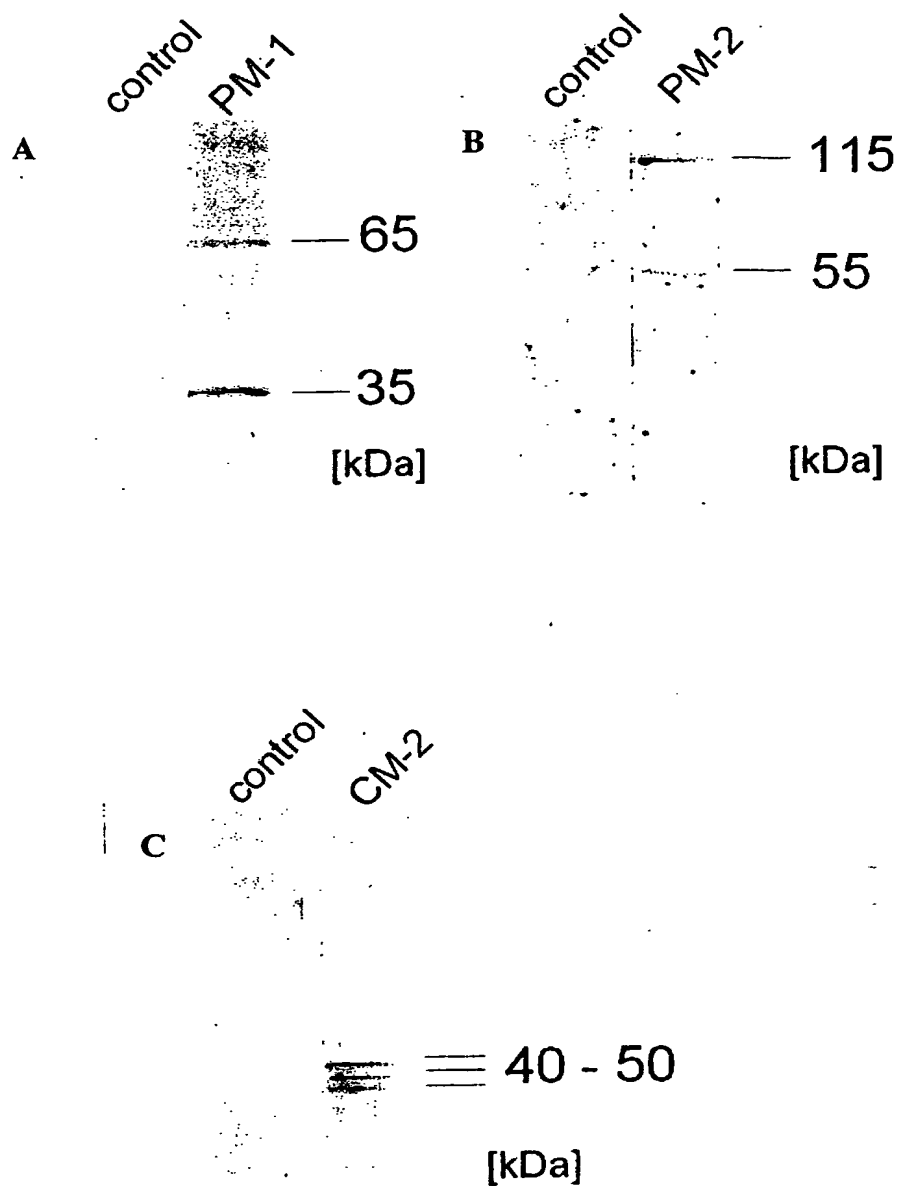 control PM-1
A
65
35
[kDa]
control PM-2
B
115
55
[kDa]
control CM-2
C
40 - 50
[kDa]